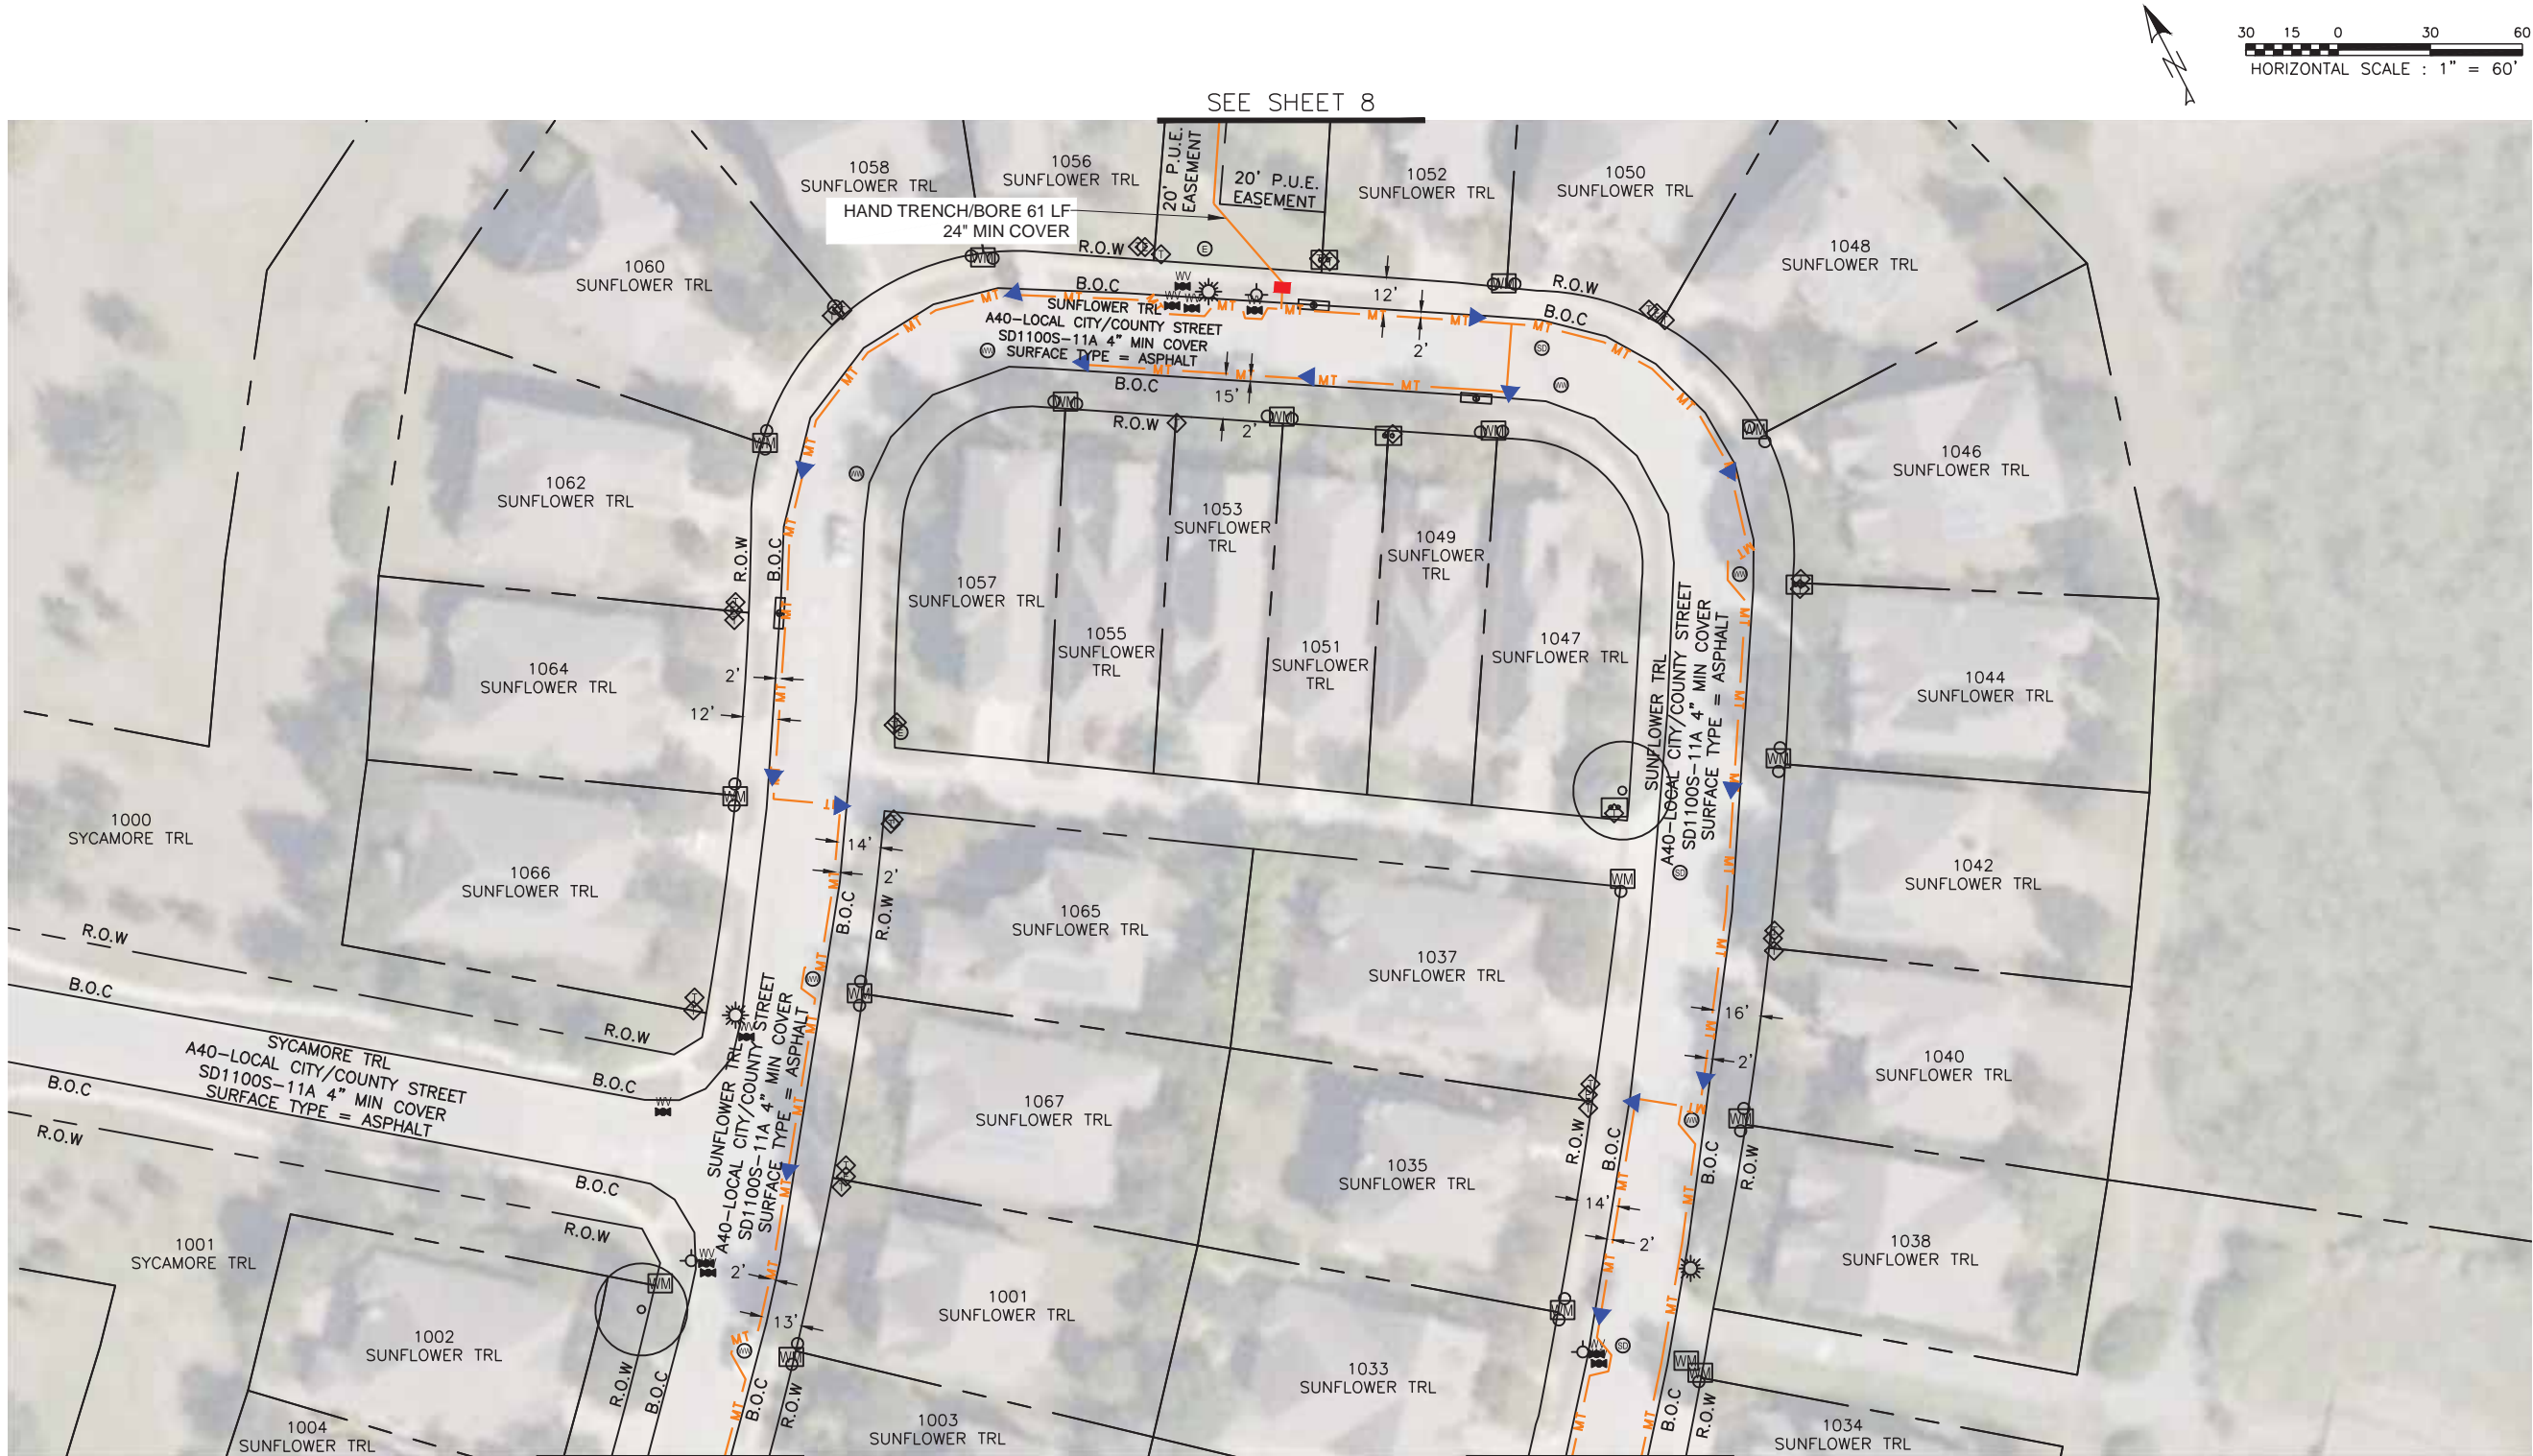 30 15 0 30 60
HORIZONTAL SCALE : 1" = 60'
SEE SHEET 8
20' P.U.E.
EASEMENT
20' P.U.E.
EASEMENT
1058
SUNFLOWER TRL
1056
SUNFLOWER TRL
1052
SUNFLOWER TRL
1050
SUNFLOWER TRL
HAND TRENCH/BORE 61 LF
24" MIN COVER
1048
SUNFLOWER TRL
1060
SUNFLOWER TRL
R.O.W
R.O.W
B.O.C
B.O.C
12'
2'
SUNFLOWER TRL
A40-LOCAL CITY/COUNTY STREET
SD1100S-11A 4" MIN COVER
SURFACE TYPE = ASPHALT
B.O.C
15'
R.O.W
2'
1046
SUNFLOWER TRL
1062
SUNFLOWER TRL
R.O.W
B.O.C
1053
SUNFLOWER
TRL
1049
SUNFLOWER
TRL
1057
SUNFLOWER TRL
1055
SUNFLOWER
TRL
1051
SUNFLOWER
TRL
1047
SUNFLOWER TRL
SUNFLOWER TRL
A40-LOCAL CITY/COUNTY STREET
SD1100S-11A 4" MIN COVER
SURFACE TYPE = ASPHALT
1064
SUNFLOWER TRL
2'
12'
1044
SUNFLOWER TRL
1000
SYCAMORE TRL
14'
2'
B.O.C
R.O.W
1066
SUNFLOWER TRL
1065
SUNFLOWER TRL
1037
SUNFLOWER TRL
1042
SUNFLOWER TRL
R.O.W
B.O.C
R.O.W
B.O.C
SYCAMORE TRL
A40-LOCAL CITY/COUNTY STREET
SD1100S-11A 4" MIN COVER
SURFACE TYPE = ASPHALT
B.O.C
R.O.W
B.O.C
R.O.W
SUNFLOWER TRL
A40-LOCAL CITY/COUNTY STREET
SD1100S-11A 4" MIN COVER
SURFACE TYPE = ASPHALT
16'
2'
1040
SUNFLOWER TRL
1067
SUNFLOWER TRL
1035
SUNFLOWER TRL
R.O.W
B.O.C
B.O.C
R.O.W
14'
2'
1001
SYCAMORE TRL
1038
SUNFLOWER TRL
2'
13'
1001
SUNFLOWER TRL
1002
SUNFLOWER TRL
R.O.W
B.O.C
B.O.C
R.O.W
1033
SUNFLOWER TRL
B.O.C
R.O.W
1004
SUNFLOWER TRL
1003
SUNFLOWER TRL
1034
SUNFLOWER TRL